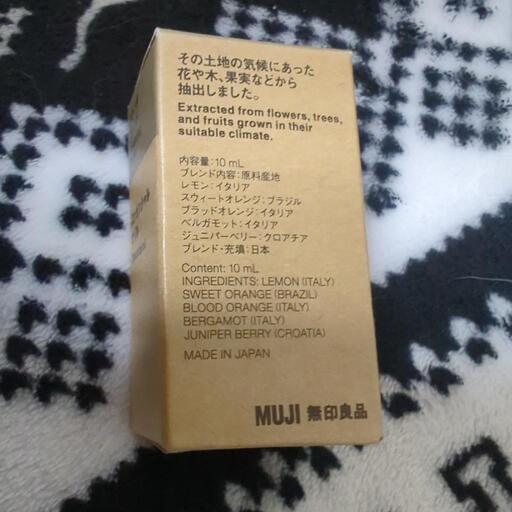 その土地の気候にあった
花や木、果実などから
抽出しました。
Extracted from flowers, trees,
and fruits grown in their
suitable climate.
内容量：10 mL
ブレンド内容：原料産地
レモン：イタリア
スウィートオレンジ：ブラジル
ブラッドオレンジ：イタリア
ベルガモット：イタリア
ジュニパーベリー：クロアチア
ブレンド・充填：日本
Content: 10 mL
INGREDIENTS: LEMON (ITALY)
SWEET ORANGE (BRAZIL)
BLOOD ORANGE (ITALY)
BERGAMOT (ITALY)
JUNIPER BERRY (CROATIA)
MADE IN JAPAN
MUJI 無印良品